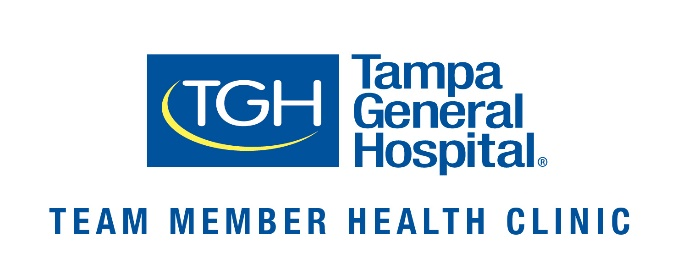 TGH
Tampa
General
Hospital®
TEAM MEMBER HEALTH CLINIC